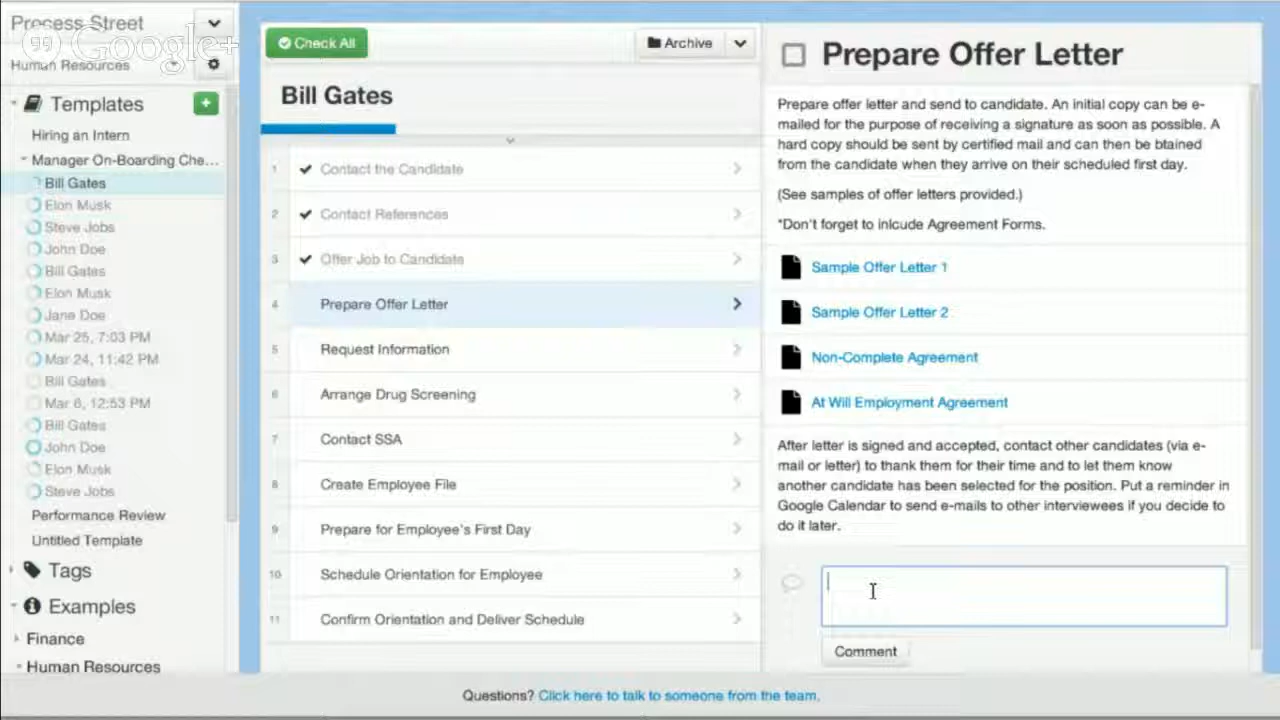 Process Street
Google+
Human Resources
Templates
Hiring an Intern
Manager On-Boarding Che...
Bill Gates
Elon Musk
Steve Jobs
John Doe
Bill Gates
Elon Musk
Jane Doe
Mar 25, 7:03 PM
Mar 24, 11:42 PM
Bill Gates
Mar 6, 12:53 PM
Bill Gates
John Doe
Elon Musk
Steve Jobs
Performance Review
Untitled Template
Tags
Examples
Finance
Human Resources
Check All
Archive
Bill Gates
1 Contact the Candidate
2 Contact References
3 Offer Job to Candidate
4 Prepare Offer Letter
5 Request Information
6 Arrange Drug Screening
7 Contact SSA
8 Create Employee File
9 Prepare for Employee's First Day
10 Schedule Orientation for Employee
11 Confirm Orientation and Deliver Schedule
Prepare Offer Letter
Prepare offer letter and send to candidate. An initial copy can be e-
mailed for the purpose of receiving a signature as soon as possible. A
hard copy should be sent by certified mail and can then be btained
from the candidate when they arrive on their scheduled first day.
(See samples of offer letters provided.)
*Don't forget to inlcude Agreement Forms.
Sample Offer Letter 1
Sample Offer Letter 2
Non-Complete Agreement
At Will Employment Agreement
After letter is signed and accepted, contact other candidates (via e-
mail or letter) to thank them for their time and to let them know
another candidate has been selected for the position. Put a reminder in
Google Calendar to send e-mails to other interviewees if you decide to
do it later.
Comment
Questions? Click here to talk to someone from the team.